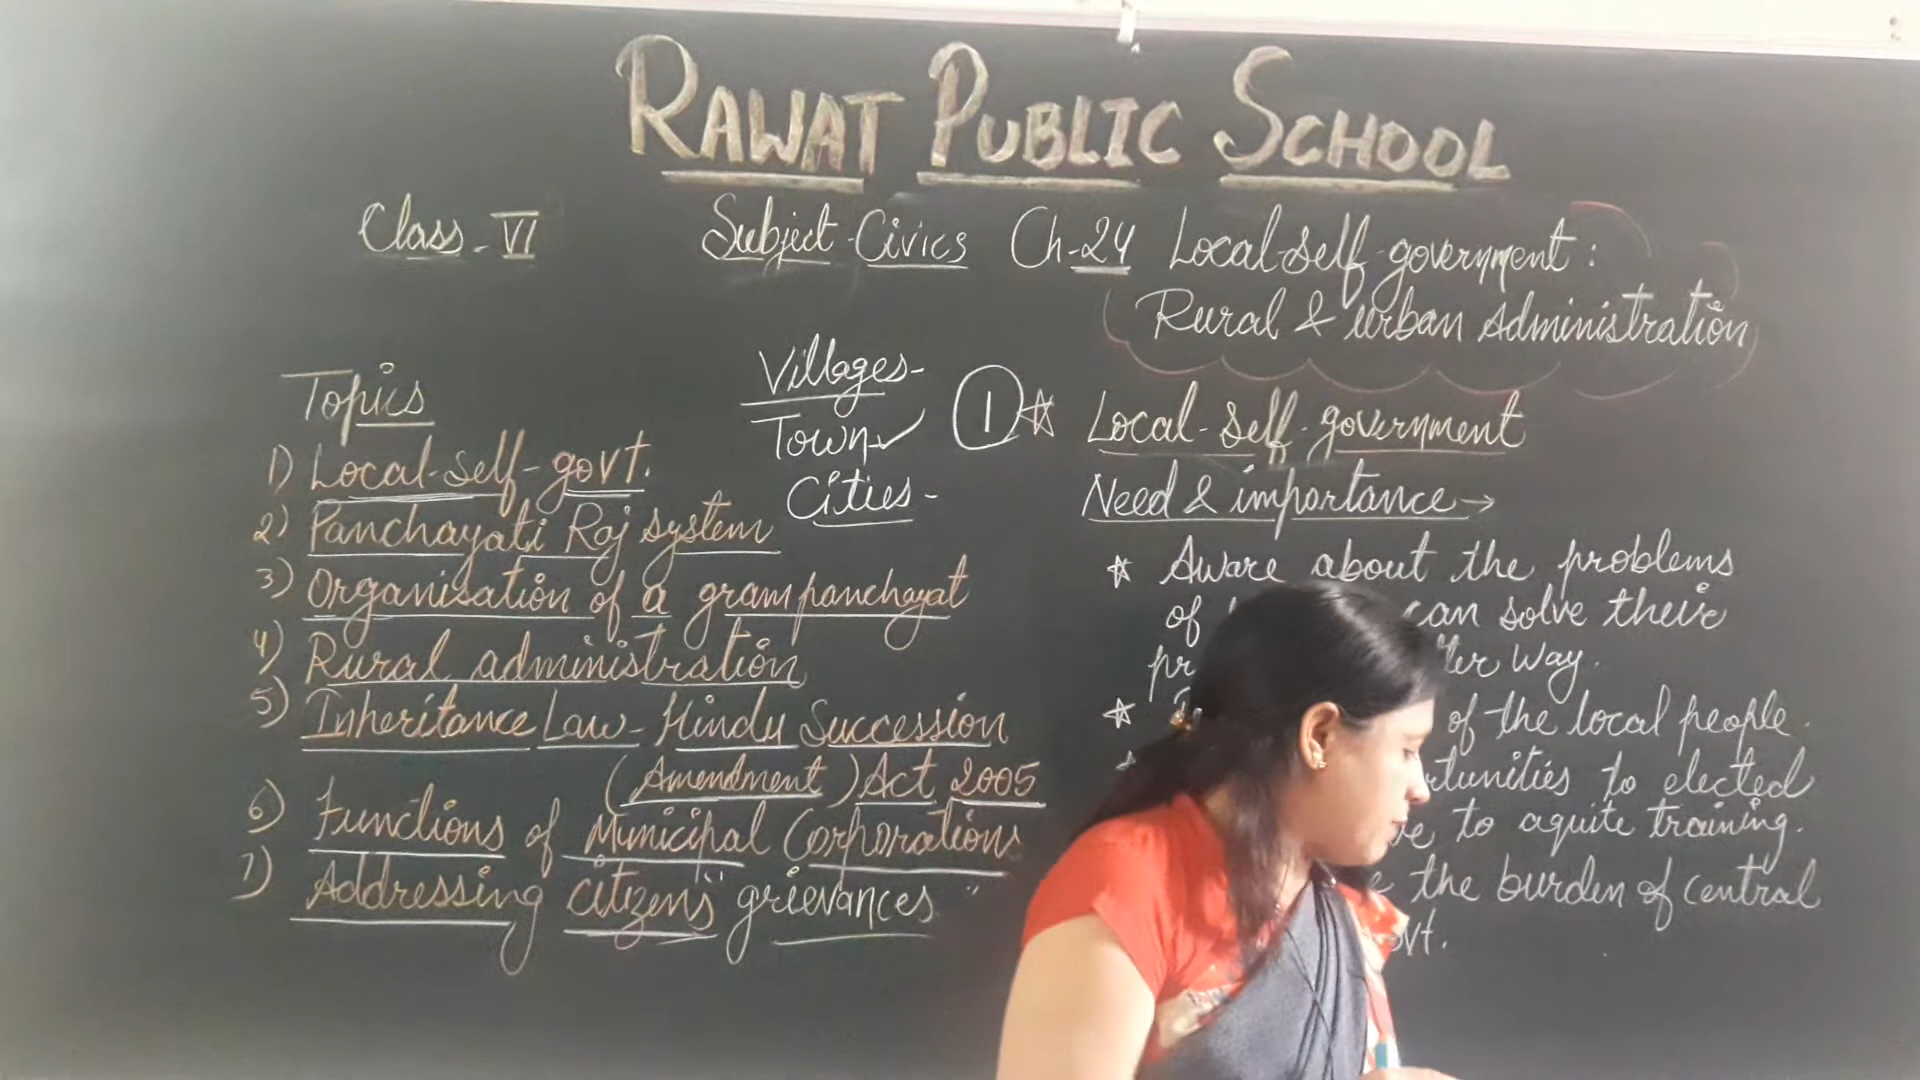 RAWAT PUBLIC SCHOOL
Class-VI Subject-Civics Ch-24 Local-self-government:
Rural & urban Administration
Topics
1) Local-self-govt.
2) Panchayati Raj system
3) Organisation of a gram panchayat
4) Rural administration
5) Inheritance Law-Hindu Succession
(Amendment) Act 2005
6) Functions of Municipal Corporations
7) Addressing citizen's grievances
Villages-
Town-
Cities-
1 Local-self-government
Need & importance→
Aware about the problems
of can solve their
way.
of the local people.
to elected
to aquite training.
the burden of central